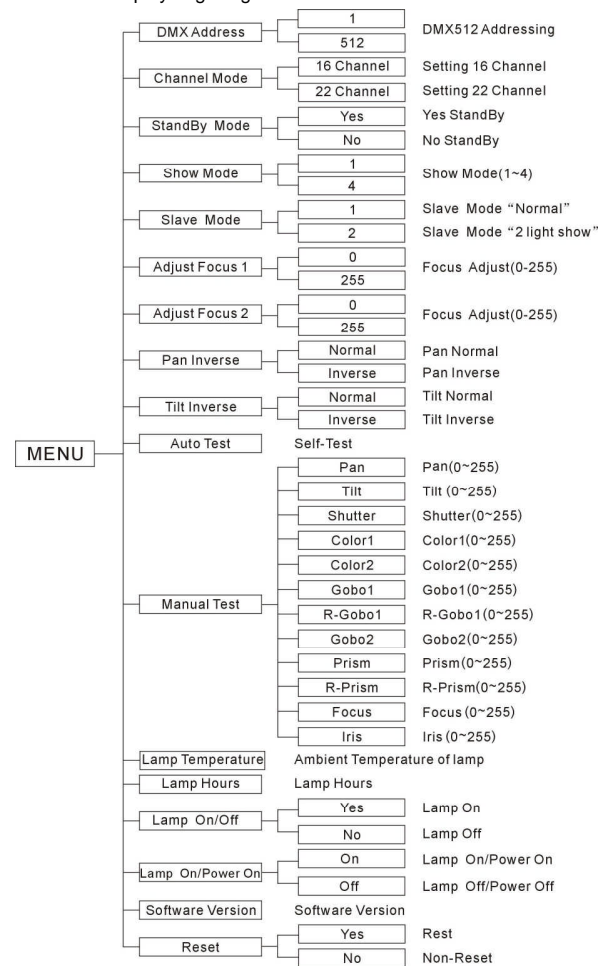 DMX Address 1 DMX512 Addressing
512
Channel Mode 16 Channel Setting 16 Channel
22 Channel Setting 22 Channel
StandBy Mode Yes Yes StandBy
No No StandBy
Show Mode 1 Show Mode(1~4)
4
Slave Mode 1 Slave Mode “Normal”
2 Slave Mode “2 light show”
Adjust Focus 1 0 Focus Adjust(0-255)
255
Adjust Focus 2 0 Focus Adjust(0-255)
255
Pan Inverse Normal Pan Normal
Inverse Pan Inverse
Tilt Inverse Normal Tilt Normal
Inverse Tilt Inverse
MENU
Auto Test Self-Test
Manual Test
Pan Pan(0~255)
Tilt Tilt (0~255)
Shutter Shutter(0~255)
Color1 Color1(0~255)
Color2 Color2(0~255)
Gobo1 Gobo1(0~255)
R-Gobo1 R-Gobo1(0~255)
Gobo2 Gobo2(0~255)
Prism Prism(0~255)
R-Prism R-Prism(0~255)
Focus Focus (0~255)
Iris Iris (0~255)
Lamp Temperature Ambient Temperature of lamp
Lamp Hours Lamp Hours
Lamp On/Off Yes Lamp On
No Lamp Off
Lamp On/Power On On Lamp On/Power On
Off Lamp Off/Power Off
Software Version Software Version
Reset Yes Rest
No Non-Reset